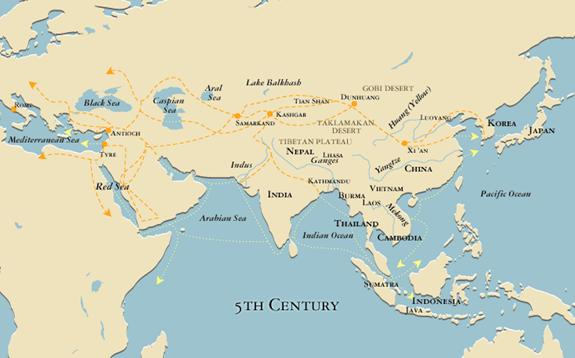 Lake Balkhash
Aral
Sea
GOBI DESERT
Rome
Black Sea
Caspian
Sea
Tian Shan
Dunhuang
Huang (Yellow)
Samarkand
Kashgar
Luoyang
Korea
Japan
Mediterranean Sea
Antioch
TAKLAMAKAN
DESERT
Tyre
TIBETAN PLATEAU
Xi'an
Nepal
Lhasa
Ganges
Indus
Yangtze
China
Red Sea
Kathmandu
India
Burma
Vietnam
Laos
Mekong
Pacific Ocean
Arabian Sea
Thailand
Indian Ocean
Cambodia
Sumatra
Indonesia
Java
5th Century